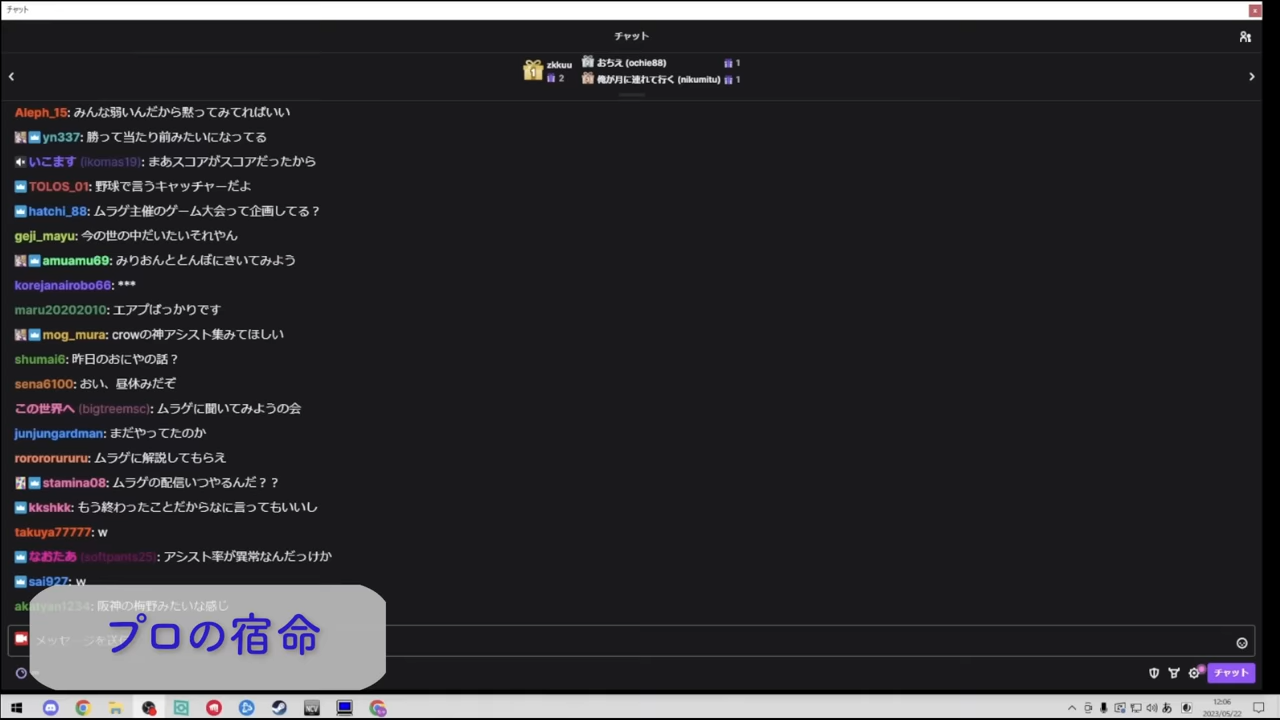 チャット
チャット
zkkuu
2
おちえ (ochie88) 1
俺が月に連れて行く (nikumitu) 1
Aleph_15: みんな弱いんだから黙ってみてればいい
yn337: 勝って当たり前みたいになってる
いこます (ikomas19): まあスコアがスコアだったから
TOLOS_01: 野球で言うキャッチャーだよ
hatchi_88: ムラゲ主催のゲーム大会って企画してる？
geji_mayu: 今の世の中だいたいそれやん
amuamu69: みりおんととんぼにきいてみよう
korejanairobo66: ***
maru20202010: エアプばっかりです
mog_mura: crowの神アシスト集みてほしい
shumai6: 昨日のおにやの話？
sena6100: おい、昼休みだぞ
この世界へ (bigtreemsc): ムラゲに聞いてみようの会
junjungardman: まだやってたのか
rorororururu: ムラゲに解説してもらえ
stamina08: ムラゲの配信いつやるんだ？？
kkshkk: もう終わったことだからなに言ってもいいし
takuya77777: w
なおたあ (softpants25): アシスト率が異常なんだっけか
sai927: w
akatyan1234: 阪神の梅野みたいな感じ
メッセージを送信
プロの宿命
チャット
12:06
2023/05/22